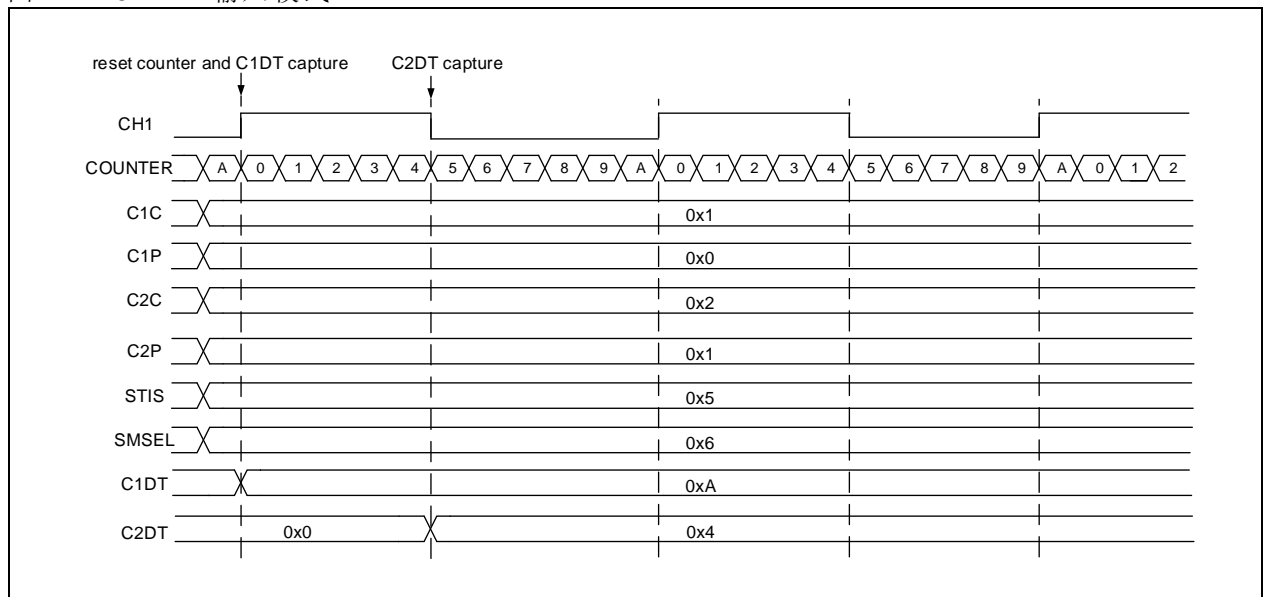 reset counter and C1DT capture C2DT capture
CH1
COUNTER A 0 1 2 3 4 5 6 7 8 9 A 0 1 2 3 4 5 6 7 8 9 A 0 1 2
C1C 0x1
C1P 0x0
C2C 0x2
C2P 0x1
STIS 0x5
SMSEL 0x6
C1DT 0xA
C2DT 0x0 0x4